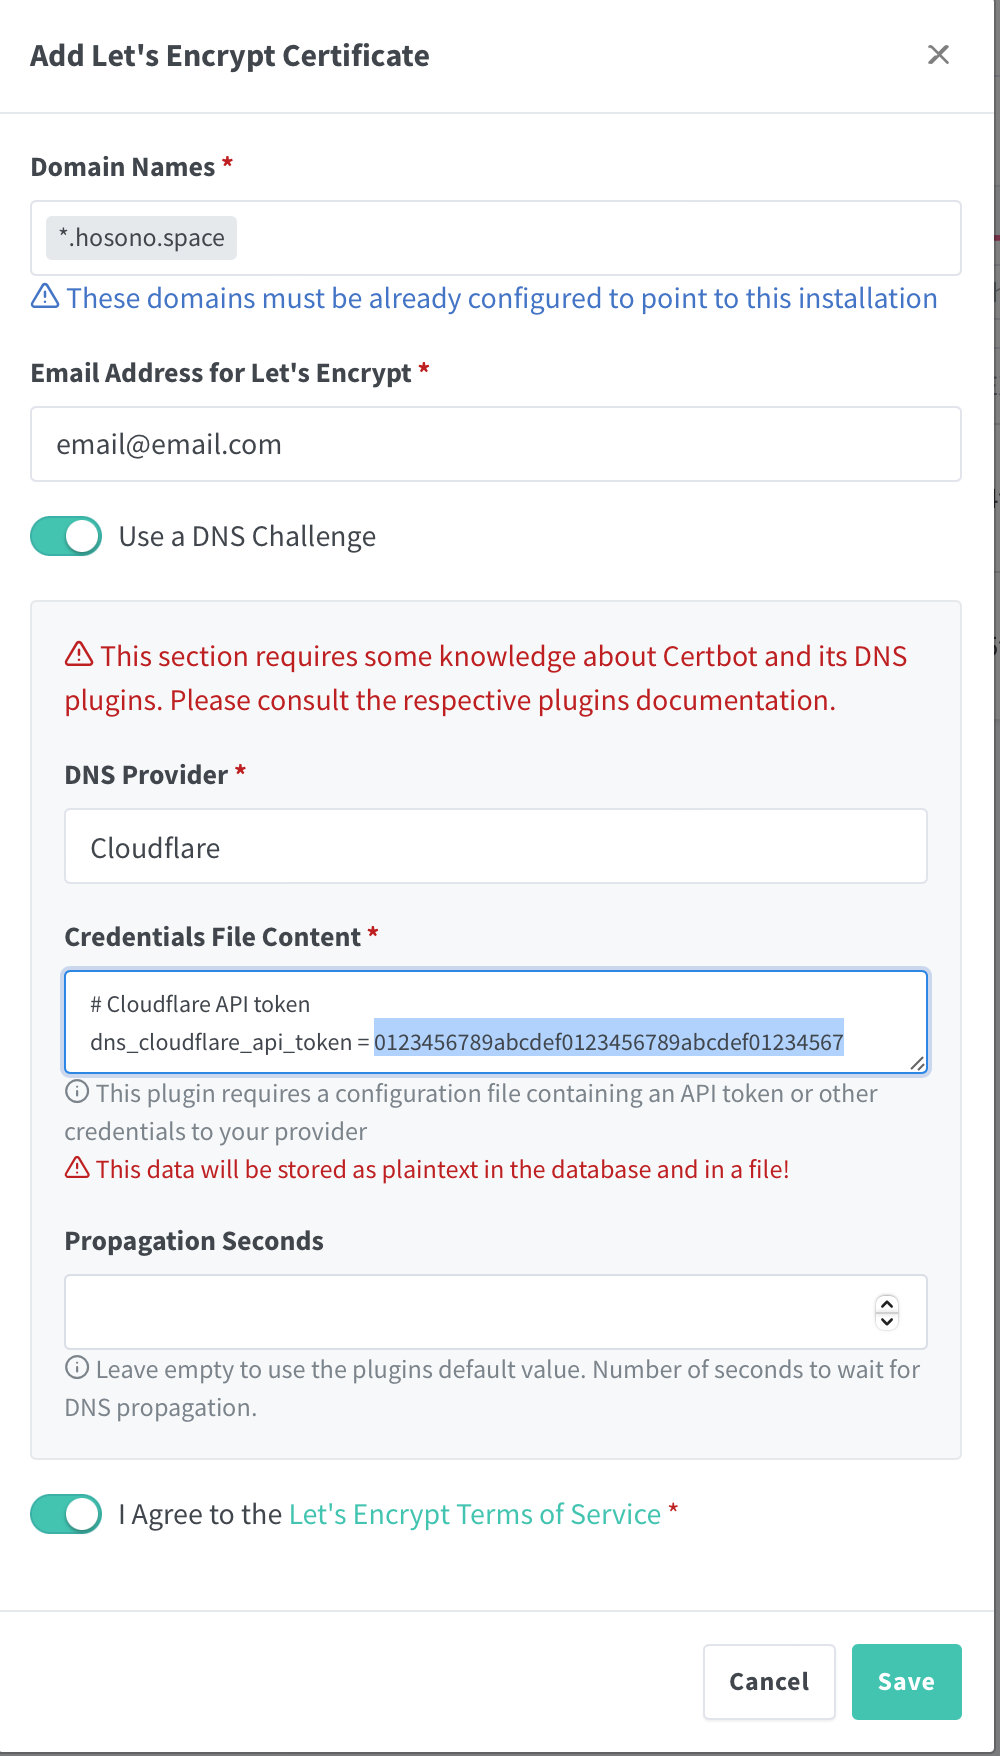 Add Let's Encrypt Certificate
Domain Names *
*.hosono.space
These domains must be already configured to point to this installation
Email Address for Let's Encrypt *
email@email.com
Use a DNS Challenge
This section requires some knowledge about Certbot and its DNS
plugins. Please consult the respective plugins documentation.
DNS Provider *
Cloudflare
Credentials File Content *
# Cloudflare API token
dns_cloudflare_api_token = 0123456789abcdef0123456789abcdef01234567
This plugin requires a configuration file containing an API token or other
credentials to your provider
This data will be stored as plaintext in the database and in a file!
Propagation Seconds
Leave empty to use the plugins default value. Number of seconds to wait for
DNS propagation.
I Agree to the Let's Encrypt Terms of Service *
Cancel
Save